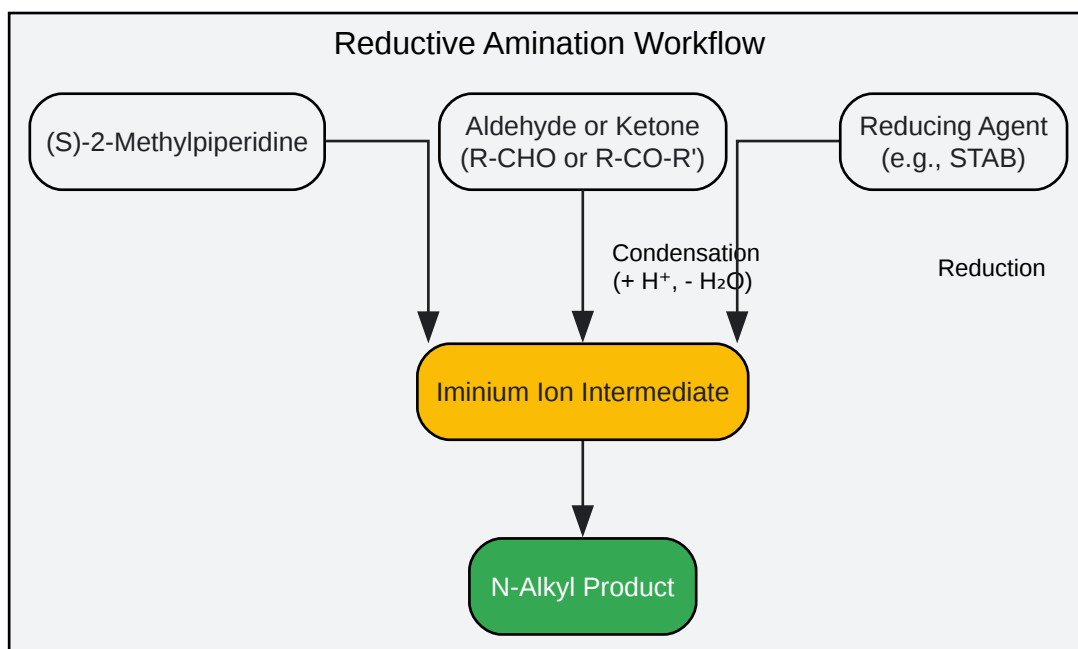 Reductive Amination Workflow
(S)-2-Methylpiperidine
Aldehyde or Ketone
(R-CHO or R-CO-R')
Reducing Agent
(e.g., STAB)
Condensation
(+ H⁺, - H₂O)
Reduction
Iminium Ion Intermediate
N-Alkyl Product